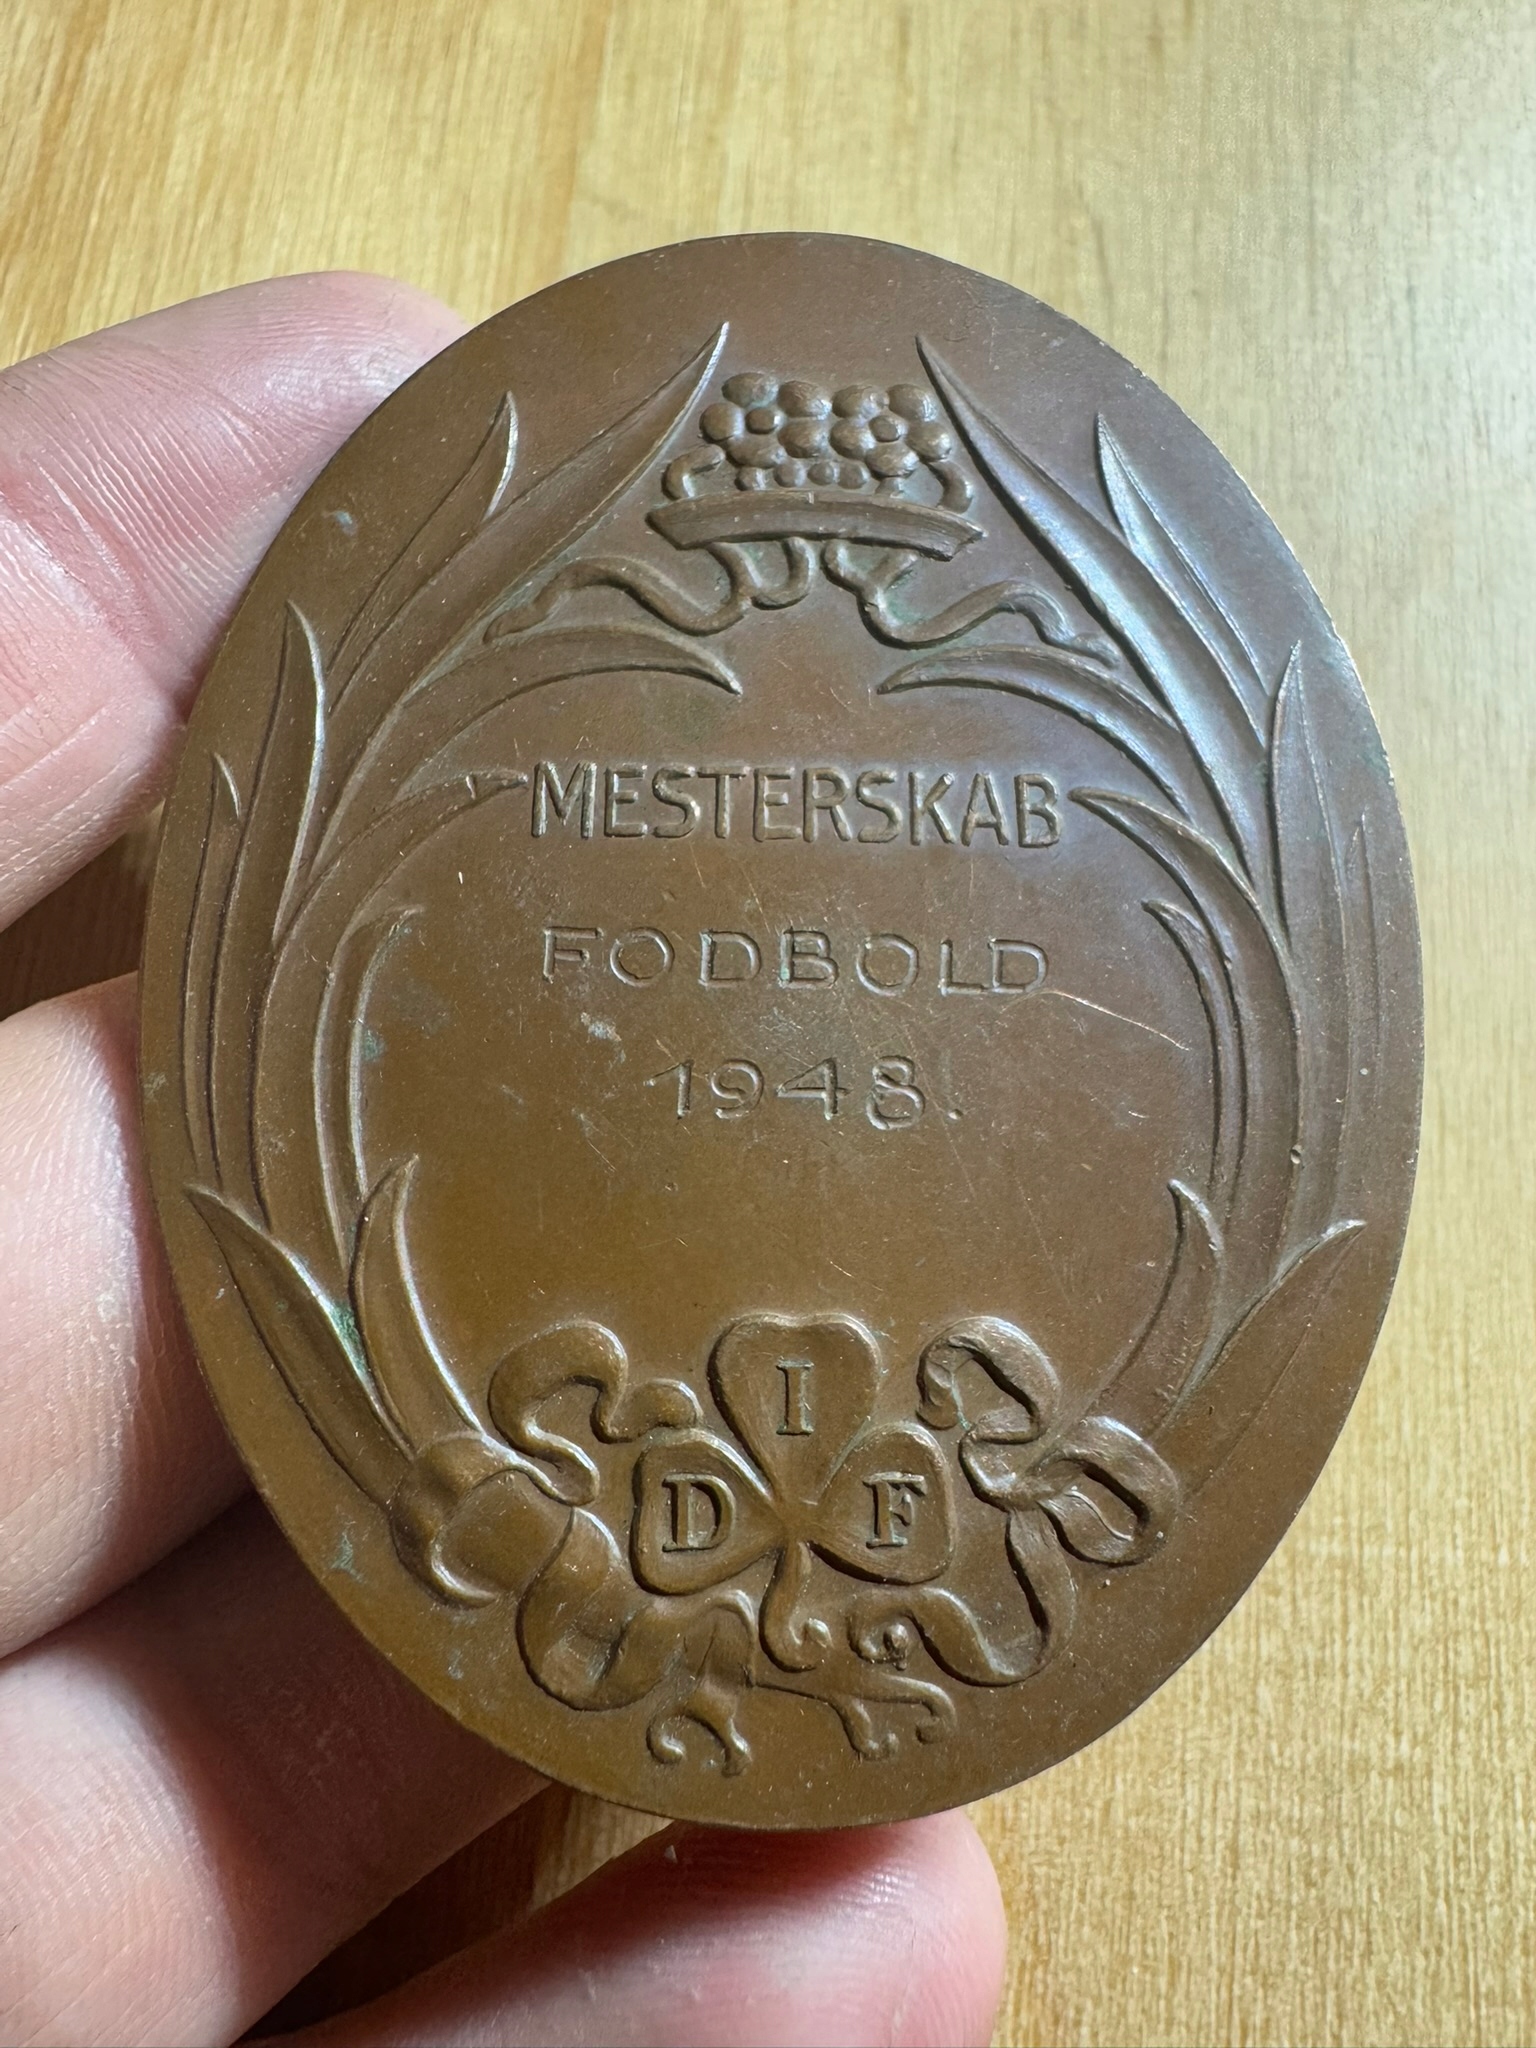 MESTERSKAB
FODBOLD
1948.
I
D F